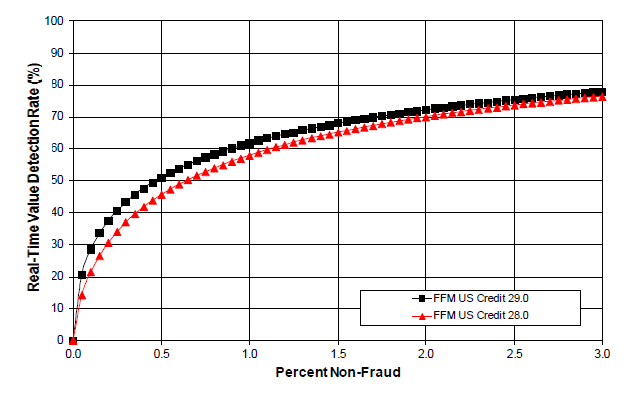 100
90
80
70
60
50
40
30
20
10
0
Real-Time Value Detection Rate (%)
FFM US Credit 29.0
FFM US Credit 28.0
0.0 0.5 1.0 1.5 2.0 2.5 3.0
Percent Non-Fraud